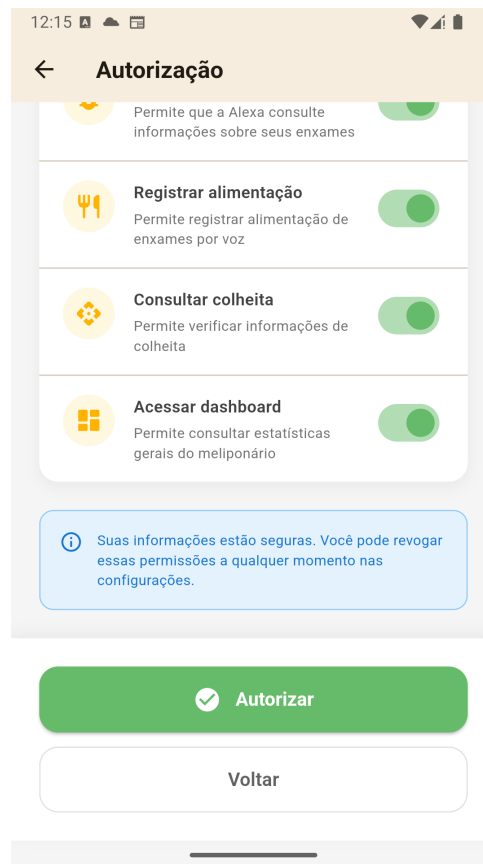 12:15
Autorização
Permite que a Alexa consulte
informações sobre seus enxames
Registrar alimentação
Permite registrar alimentação de
enxames por voz
Consultar colheita
Permite verificar informações de
colheita
Acessar dashboard
Permite consultar estatísticas
gerais do meliponário
Suas informações estão seguras. Você pode revogar
essas permissões a qualquer momento nas
configurações.
Autorizar
Voltar